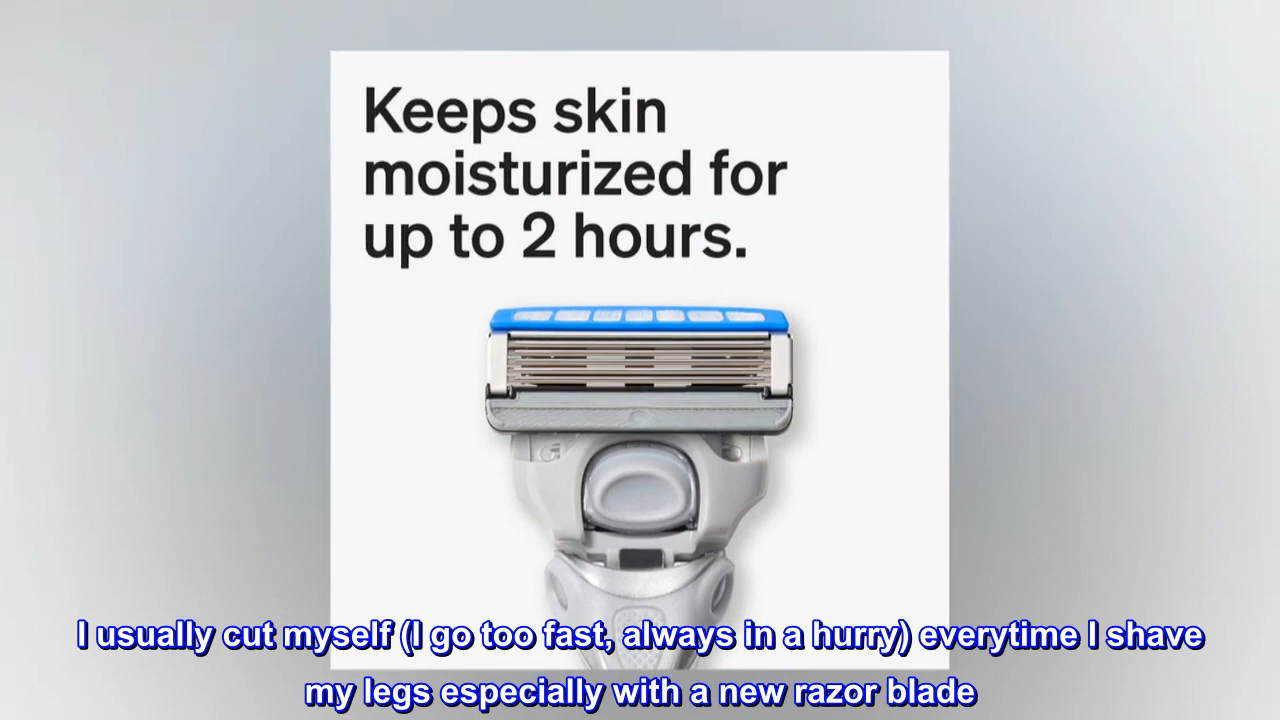 Keeps skin
moisturized for
up to 2 hours.
I usually cut myself (I go too fast, always in a hurry) everytime I shave
my legs especially with a new razor blade